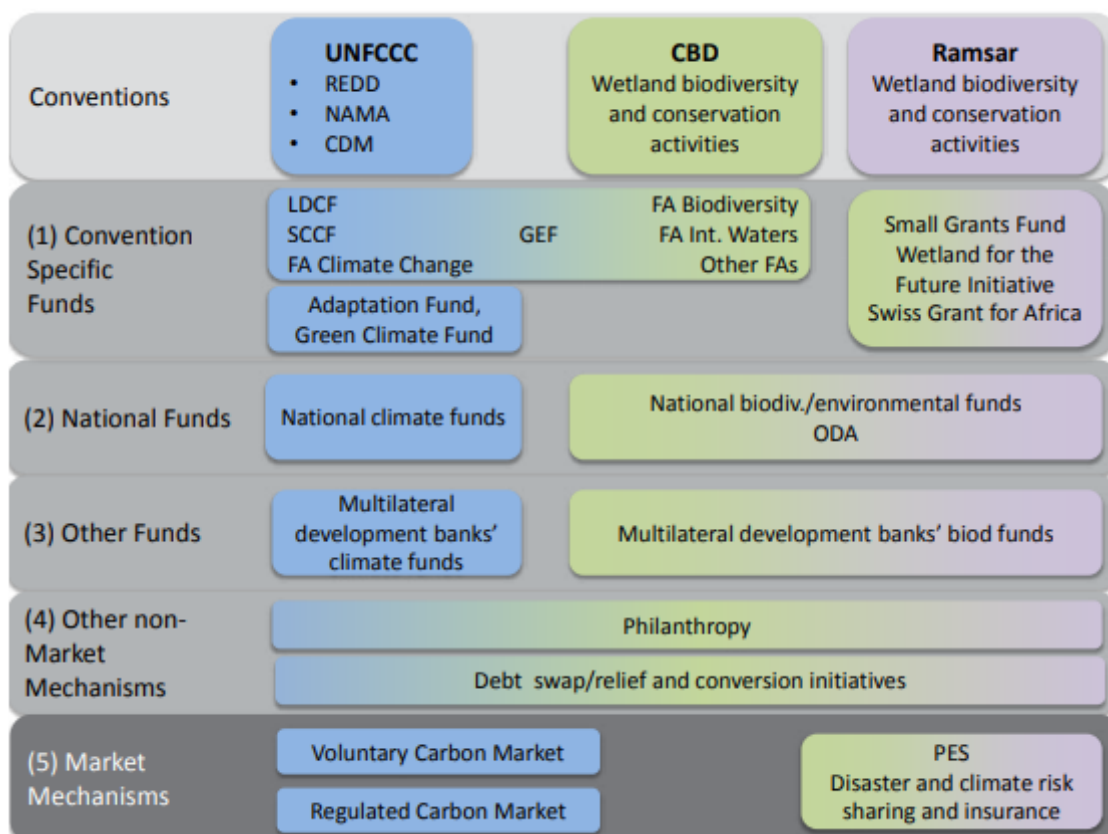 Conventions
UNFCCC
• REDD
• NAMA
• CDM
CBD
Wetland biodiversity
and conservation
activities
Ramsar
Wetland biodiversity
and conservation
activities
(1) Convention
Specific
Funds
LDCF
SCCF
FA Climate Change
GEF
FA Biodiversity
FA Int. Waters
Other FAs
Adaptation Fund,
Green Climate Fund
Small Grants Fund
Wetland for the
Future Initiative
Swiss Grant for Africa
(2) National Funds
National climate funds
National biodiv./environmental funds
ODA
(3) Other Funds
Multilateral
development banks’
climate funds
Multilateral development banks’ biod funds
(4) Other non-
Market
Mechanisms
Philanthropy
Debt swap/relief and conversion initiatives
(5) Market
Mechanisms
Voluntary Carbon Market
Regulated Carbon Market
PES
Disaster and climate risk
sharing and insurance